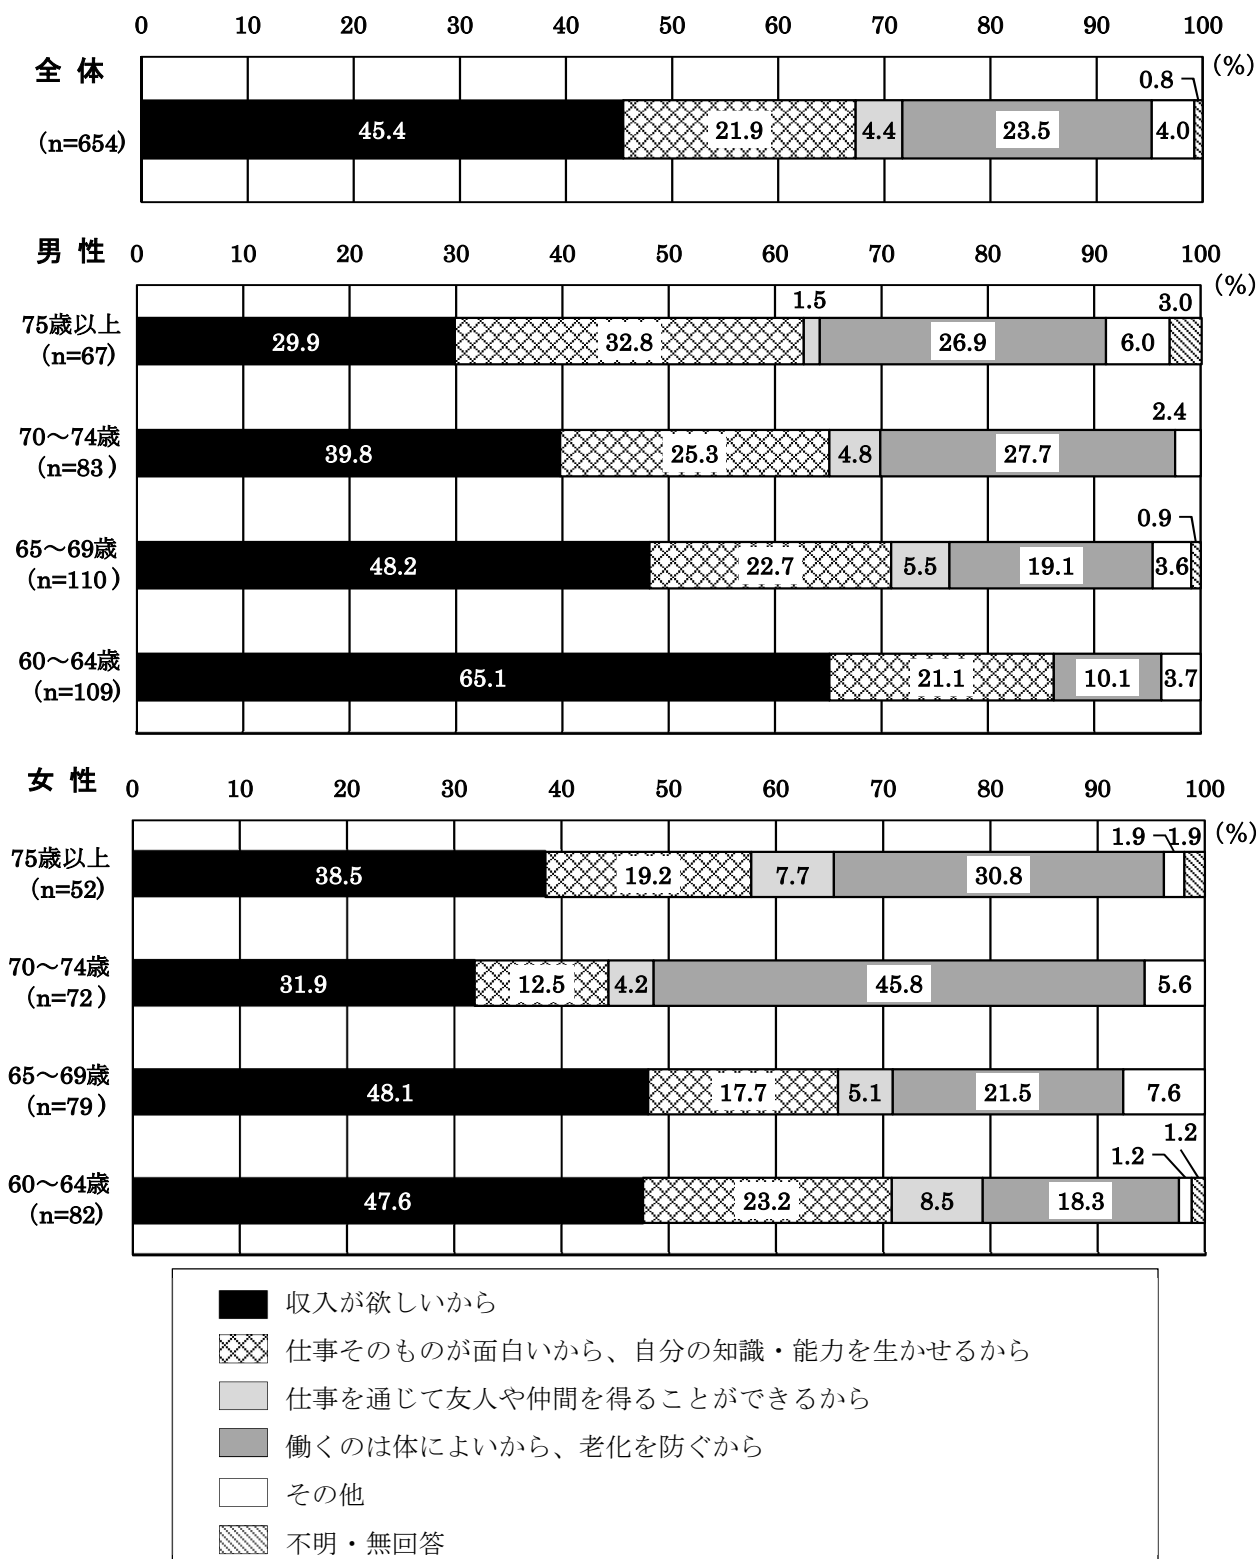 0 10 20 30 40 50 60 70 80 90 100
(%)
全 体
0.8
(n=654)
45.4 21.9 4.4 23.5 4.0
男 性
0 10 20 30 40 50 60 70 80 90 100
(%)
1.5 3.0
75歳以上
(n=67)
29.9 32.8 26.9 6.0
2.4
70～74歳
(n=83 )
39.8 25.3 4.8 27.7
0.9
65～69歳
(n=110 )
48.2 22.7 5.5 19.1 3.6
60～64歳
(n=109)
65.1 21.1 10.1 3.7
女 性
0 10 20 30 40 50 60 70 80 90 100
(%)
1.9 1.9
75歳以上
(n=52)
38.5 19.2 7.7 30.8
70～74歳
(n=72 )
31.9 12.5 4.2 45.8 5.6
65～69歳
(n=79 )
48.1 17.7 5.1 21.5 7.6
1.2
1.2
60～64歳
(n=82)
47.6 23.2 8.5 18.3
収入が欲しいから
仕事そのものが面白いから、自分の知識・能力を生かせるから
仕事を通じて友人や仲間を得ることができるから
働くのは体によいから、老化を防ぐから
その他
不明・無回答